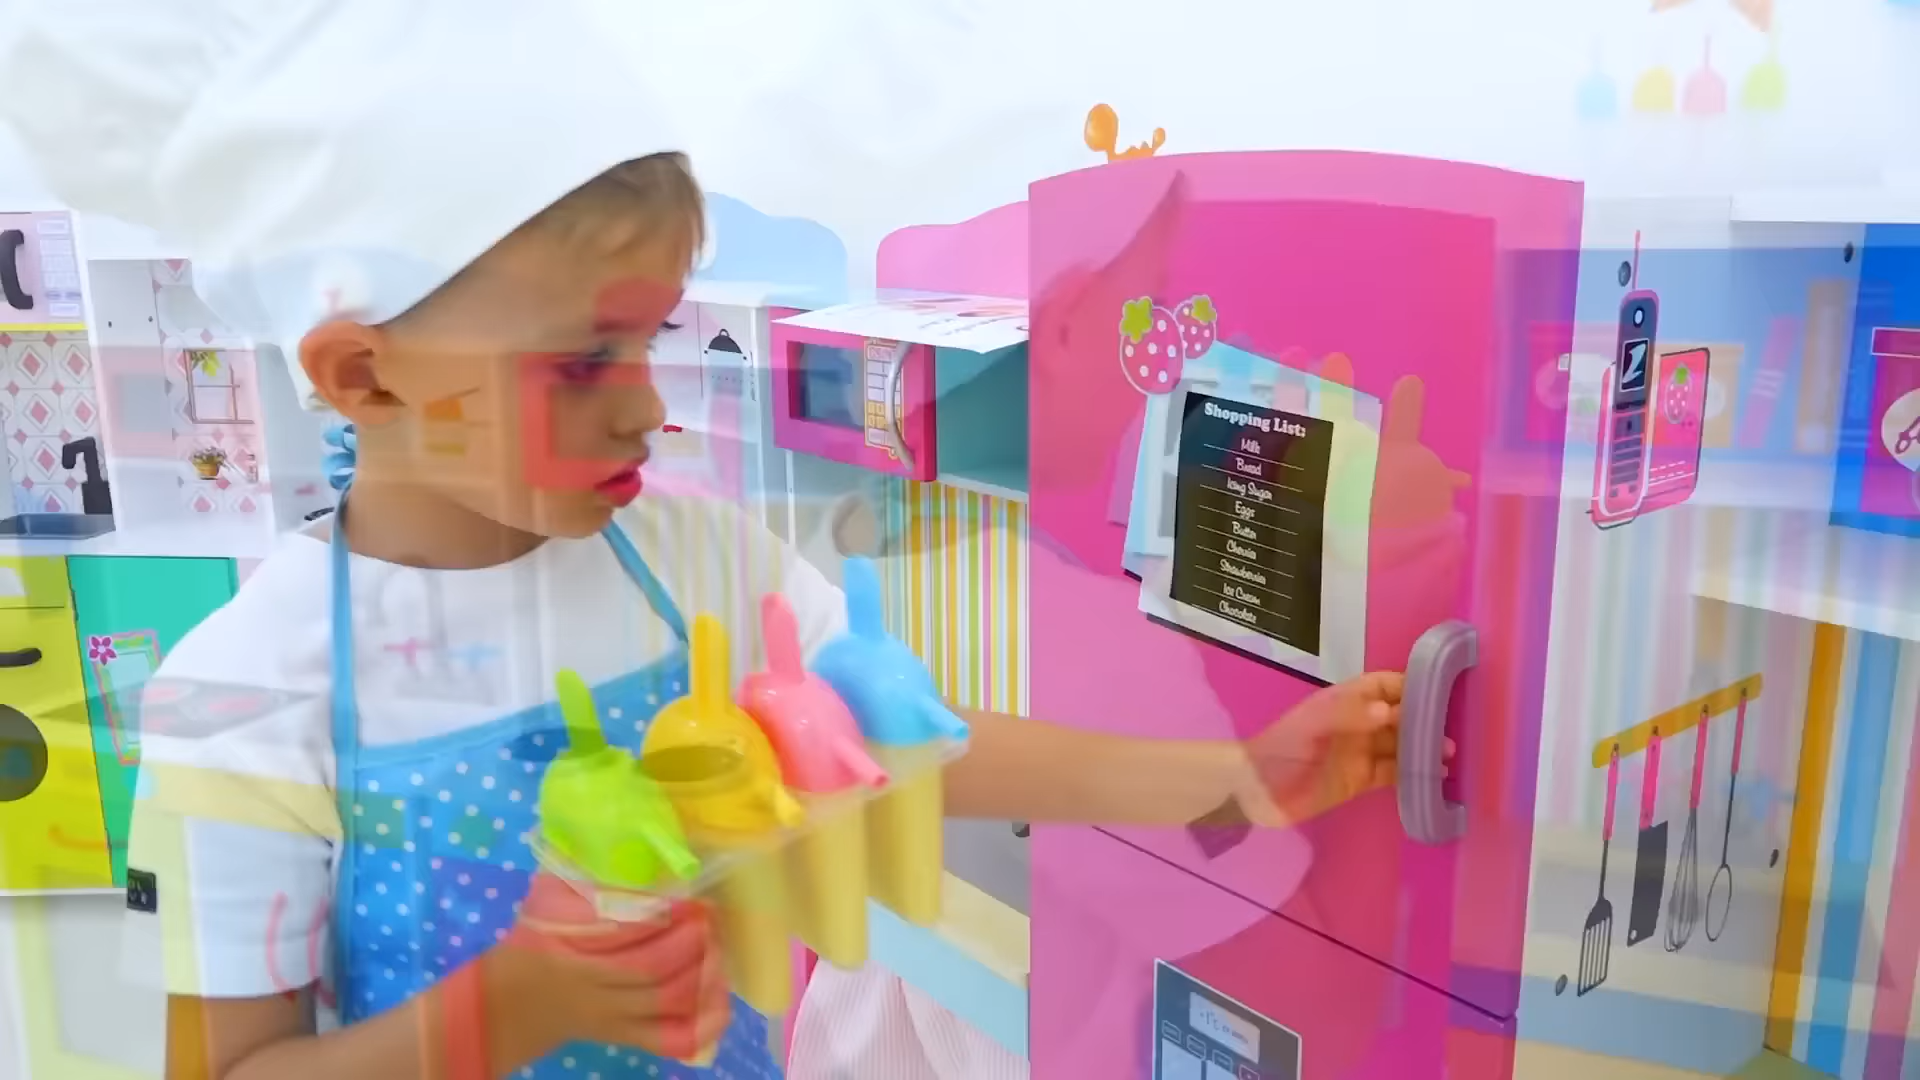 Shopping List:
Milk
Bread
Icing Sugar
Eggs
Butter
Cherries
Strawberries
Ice Cream
Chocolate